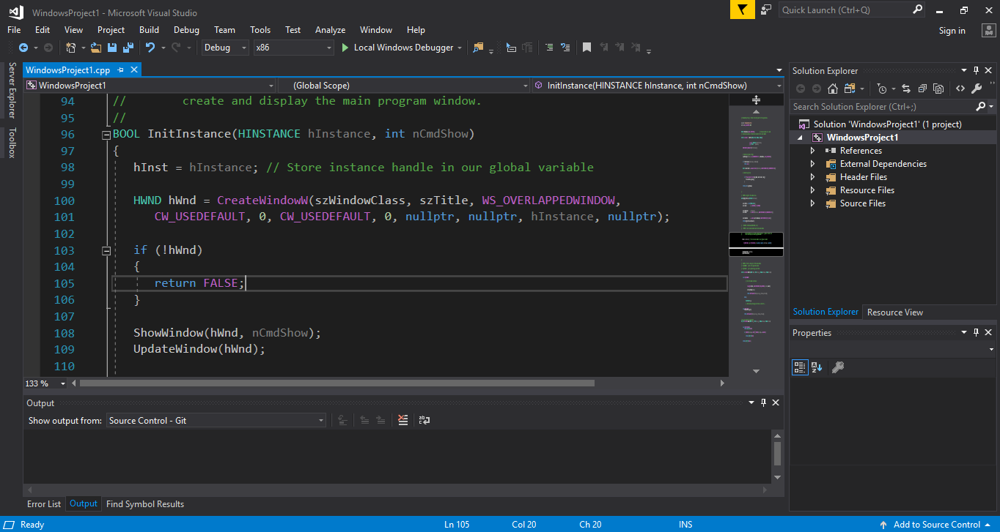 WindowsProject1 - Microsoft Visual Studio
Quick Launch (Ctrl+Q)
File Edit View Project Build Debug Team Tools Test Analyze Window Help
Sign in
Debug x86 Local Windows Debugger
Server Explorer
Toolbox
WindowsProject1.cpp
WindowsProject1 (Global Scope) InitInstance(HINSTANCE hInstance, int nCmdShow)
94 // create and display the main program window.
95 //
96 BOOL InitInstance(HINSTANCE hInstance, int nCmdShow)
97 {
98 hInst = hInstance; // Store instance handle in our global variable
99
100 HWND hWnd = CreateWindowW(szWindowClass, szTitle, WS_OVERLAPPEDWINDOW,
101 CW_USEDEFAULT, 0, CW_USEDEFAULT, 0, nullptr, nullptr, hInstance, nullptr);
102
103 if (!hWnd)
104 {
105 return FALSE;
106 }
107
108 ShowWindow(hWnd, nCmdShow);
109 UpdateWindow(hWnd);
110
133 %
Output
Show output from: Source Control - Git
Error List Output Find Symbol Results
Solution Explorer
Search Solution Explorer (Ctrl+;)
Solution 'WindowsProject1' (1 project)
WindowsProject1
References
External Dependencies
Header Files
Resource Files
Source Files
Solution Explorer Resource View
Properties
Ready Ln 105 Col 20 Ch 20 INS Add to Source Control